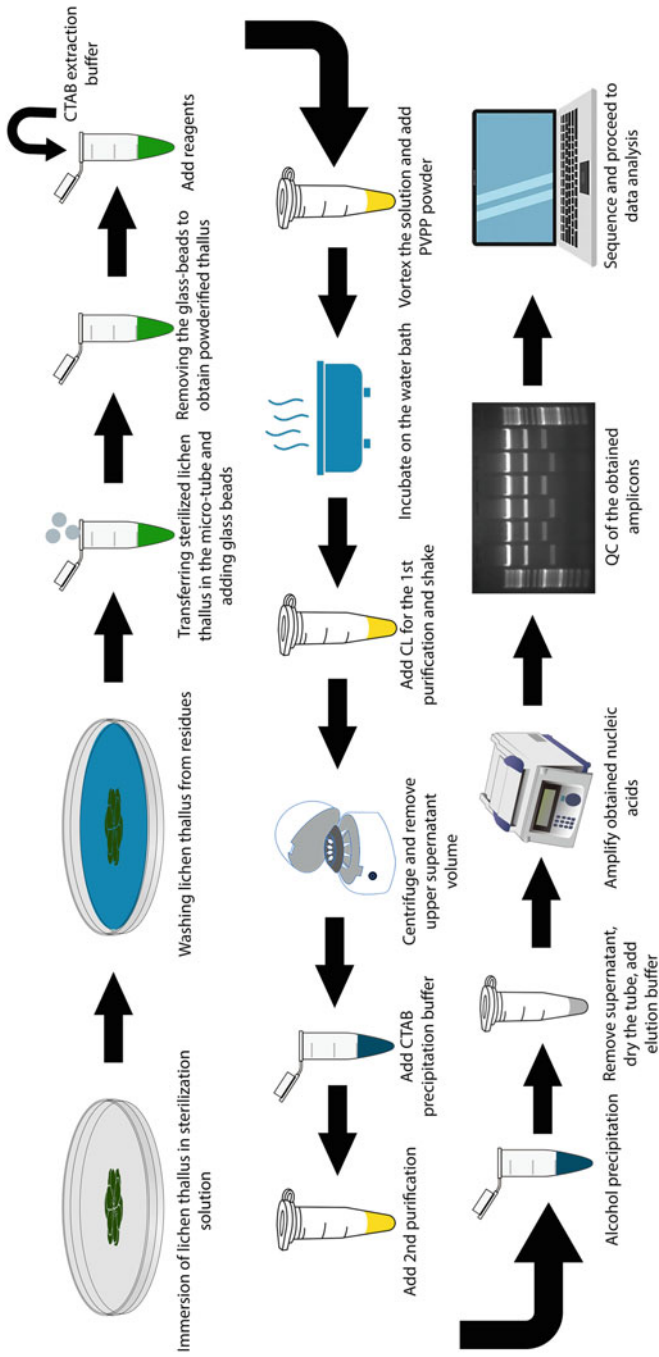 Immersion of lichen thallus in sterilization
solution
Washing lichen thallus from residues
Transferring sterilized lichen
thallus in the micro-tube and
adding glass beads
Removing the glass-beads to
obtain powderified thallus
CTAB extraction
buffer
Add reagents
Vortex the solution and add
PVPP powder
Incubate on the water bath
Add CL for the 1st
purification and shake
Centrifuge and remove
upper supernatant
volume
Add CTAB
precipitation buffer
Add 2nd purification
Alcohol precipitation
Remove supernatant,
dry the tube, add
elution buffer
Amplify obtained nucleic
acids
QC of the obtained
amplicons
Sequence and proceed to
data analysis